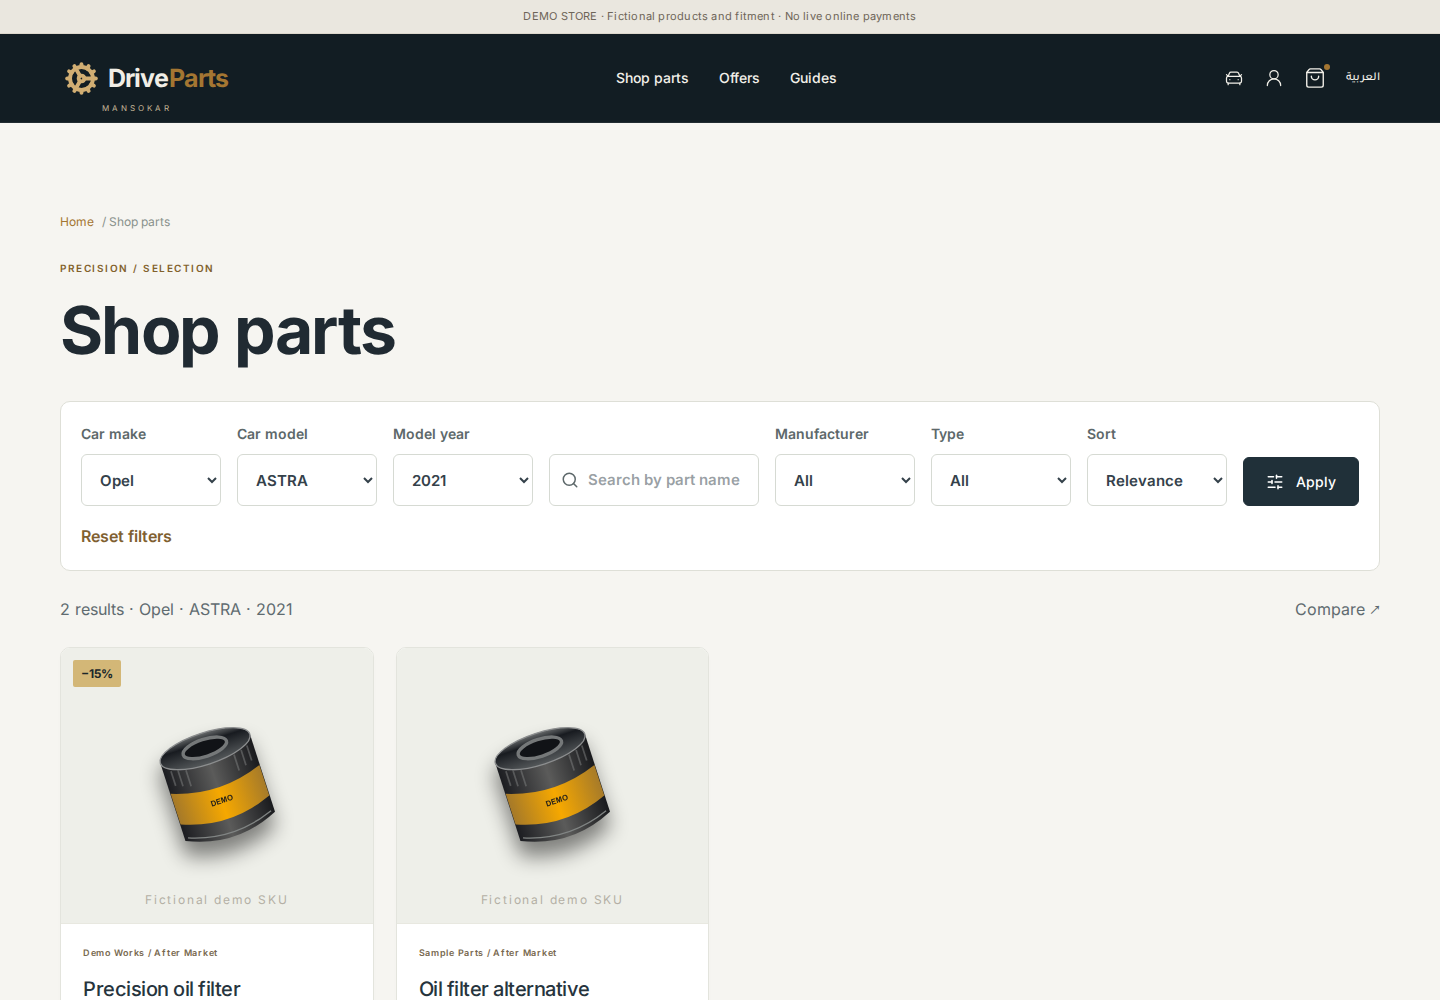 DEMO STORE · Fictional products and fitment · No live online payments
DriveParts
MANSOKAR
Shop parts
Offers
Guides
العربية
Home / Shop parts
PRECISION / SELECTION
Shop parts
Car make
Car model
Model year
Manufacturer
Type
Sort
Opel
ASTRA
2021
Search by part name
All
All
Relevance
Apply
Reset filters
2 results · Opel · ASTRA · 2021
Compare ↗
−15%
DEMO
Fictional demo SKU
Demo Works / After Market
Precision oil filter
DEMO
Fictional demo SKU
Sample Parts / After Market
Oil filter alternative